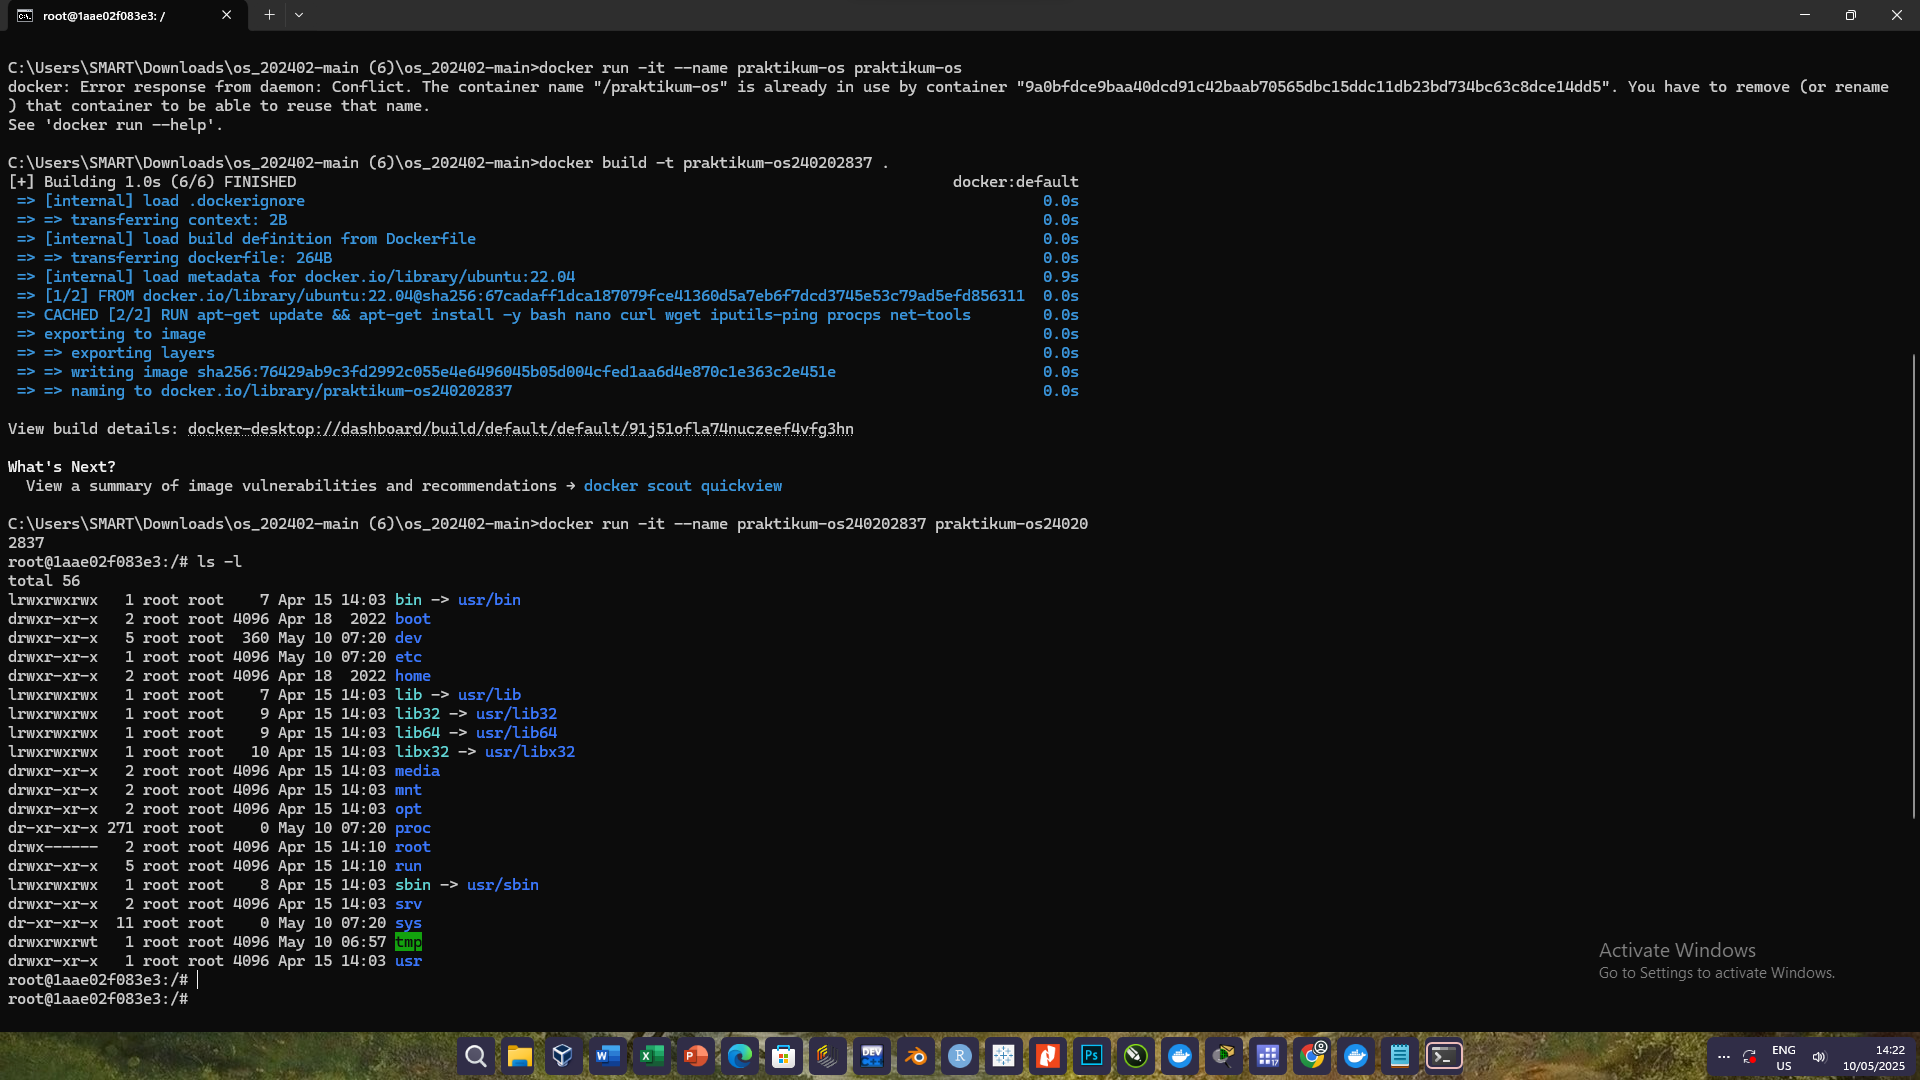 root@1aae02f083e3: /
C:\Users\SMART\Downloads\os_202402-main (6)\os_202402-main>docker run -it --name praktikum-os praktikum-os
docker: Error response from daemon: Conflict. The container name "/praktikum-os" is already in use by container "9a0bfdce9baa40dcd91c42baab70565dbc15ddc11db23bd734bc63c8dce14dd5". You have to remove (or rename
) that container to be able to reuse that name.
See 'docker run --help'.
C:\Users\SMART\Downloads\os_202402-main (6)\os_202402-main>docker build -t praktikum-os240202837 .
[+] Building 1.0s (6/6) FINISHED docker:default
=> [internal] load .dockerignore 0.0s
=> => transferring context: 2B 0.0s
=> [internal] load build definition from Dockerfile 0.0s
=> => transferring dockerfile: 264B 0.0s
=> [internal] load metadata for docker.io/library/ubuntu:22.04 0.9s
=> [1/2] FROM docker.io/library/ubuntu:22.04@sha256:67cadaff1dca187079fce41360d5a7eb6f7dcd3745e53c79ad5efd856311 0.0s
=> CACHED [2/2] RUN apt-get update && apt-get install -y bash nano curl wget iputils-ping procps net-tools 0.0s
=> exporting to image 0.0s
=> => exporting layers 0.0s
=> => writing image sha256:76429ab9c3fd2992c055e4e6496045b05d004cfed1aa6d4e870c1e363c2e451e 0.0s
=> => naming to docker.io/library/praktikum-os240202837 0.0s
View build details: docker-desktop://dashboard/build/default/default/91j51ofla74nuczeef4vfg3hn
What's Next?
View a summary of image vulnerabilities and recommendations → docker scout quickview
C:\Users\SMART\Downloads\os_202402-main (6)\os_202402-main>docker run -it --name praktikum-os240202837 praktikum-os24020
2837
root@1aae02f083e3:/# ls -l
total 56
lrwxrwxrwx 1 root root 7 Apr 15 14:03 bin -> usr/bin
drwxr-xr-x 2 root root 4096 Apr 18 2022 boot
drwxr-xr-x 5 root root 360 May 10 07:20 dev
drwxr-xr-x 1 root root 4096 May 10 07:20 etc
drwxr-xr-x 2 root root 4096 Apr 18 2022 home
lrwxrwxrwx 1 root root 7 Apr 15 14:03 lib -> usr/lib
lrwxrwxrwx 1 root root 9 Apr 15 14:03 lib32 -> usr/lib32
lrwxrwxrwx 1 root root 9 Apr 15 14:03 lib64 -> usr/lib64
lrwxrwxrwx 1 root root 10 Apr 15 14:03 libx32 -> usr/libx32
drwxr-xr-x 2 root root 4096 Apr 15 14:03 media
drwxr-xr-x 2 root root 4096 Apr 15 14:03 mnt
drwxr-xr-x 2 root root 4096 Apr 15 14:03 opt
dr-xr-xr-x 271 root root 0 May 10 07:20 proc
drwx------ 2 root root 4096 Apr 15 14:10 root
drwxr-xr-x 5 root root 4096 Apr 15 14:10 run
lrwxrwxrwx 1 root root 8 Apr 15 14:03 sbin -> usr/sbin
drwxr-xr-x 2 root root 4096 Apr 15 14:03 srv
dr-xr-xr-x 11 root root 0 May 10 07:20 sys
drwxrwxrwt 1 root root 4096 May 10 06:57 tmp
drwxr-xr-x 1 root root 4096 Apr 15 14:03 usr
root@1aae02f083e3:/#
root@1aae02f083e3:/#
Activate Windows
Go to Settings to activate Windows.
DEV
R
Ps
17
ENG
US
14:22
10/05/2025